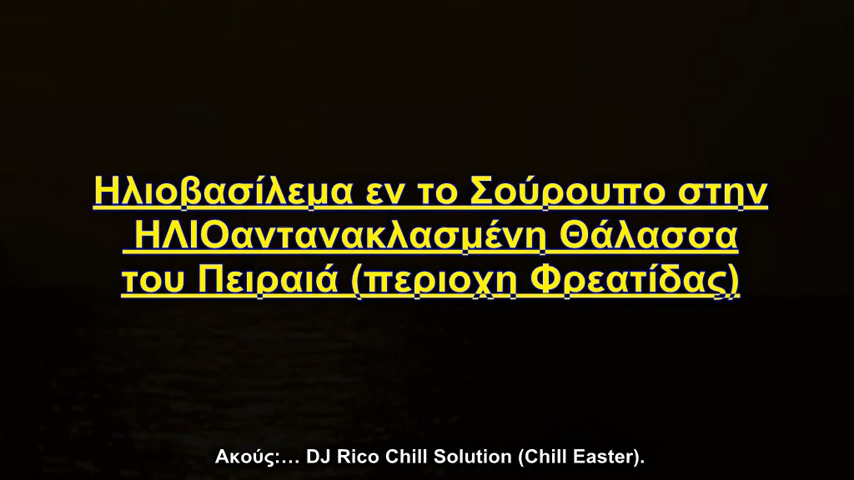 Ηλιοβασίλεμα εν το Σούρουπο στην
ΗΛΙΟαντανακλασμένη Θάλασσα
του Πειραιά (περιοχη Φρεατίδας)
Ακούς:... DJ Rico Chill Solution (Chill Easter).